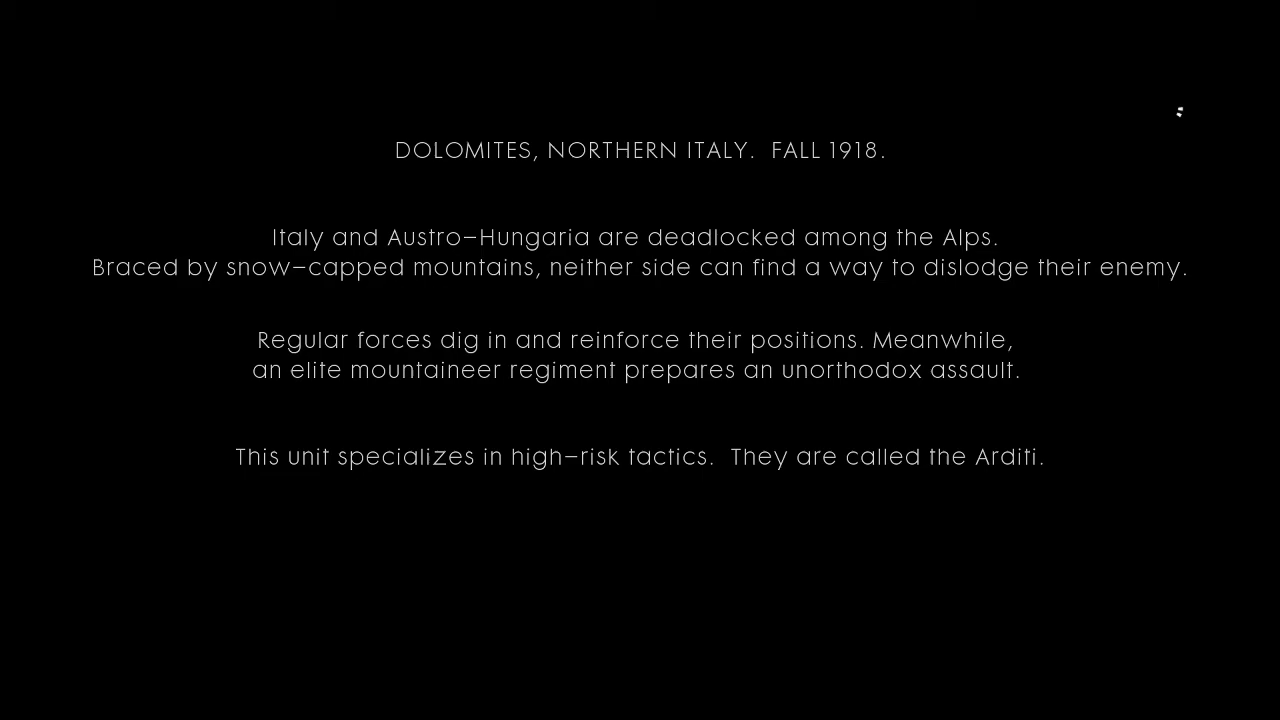 DOLOMITES, NORTHERN ITALY.  FALL 1918.
Italy and Austro-Hungaria are deadlocked among the Alps.
Braced by snow-capped mountains, neither side can find a way to dislodge their enemy.
Regular forces dig in and reinforce their positions. Meanwhile,
an elite mountaineer regiment prepares an unorthodox assault.
This unit specializes in high-risk tactics.  They are called the Arditi.